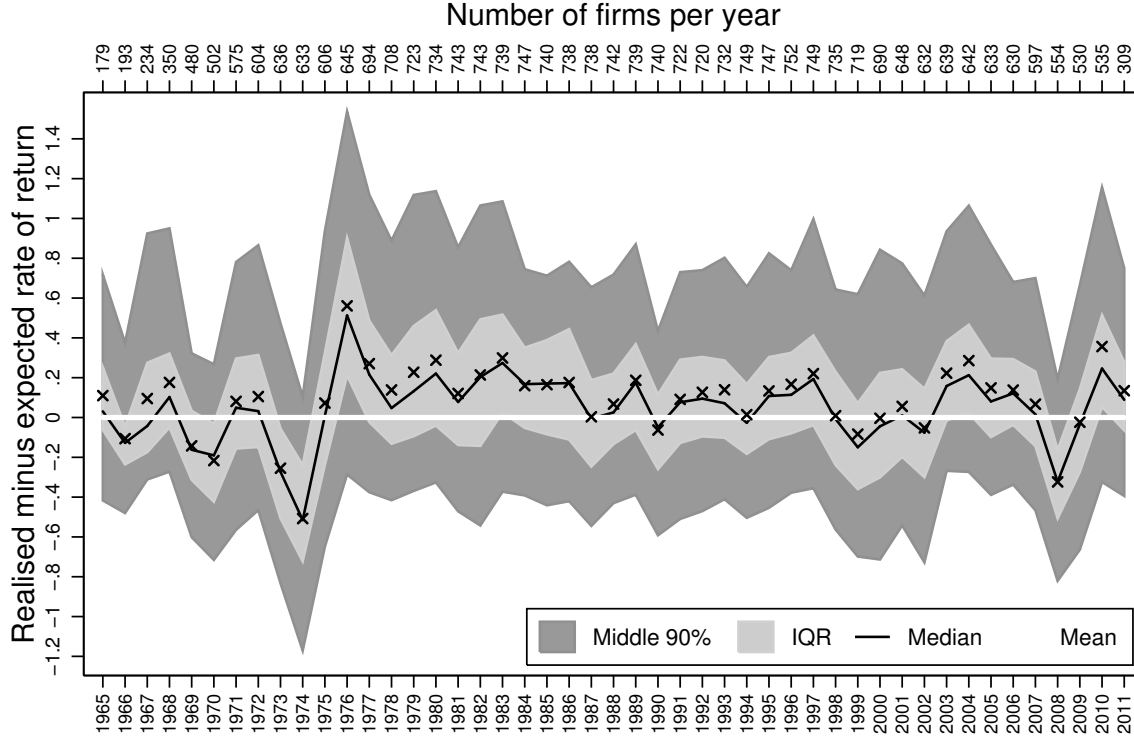 Number of firms per year
179 193 234 350 480 502 575 604 636 633 606 645 694 708 723 734 743 743 739 747 740 738 738 742 739 740 722 720 732 749 747 752 749 738 719 690 648 632 639 642 633 630 597 554 530 535 309
Realised minus expected rate of return
1.4
1.2
1
.8
.6
.4
.2
0
−.2
−.4
−.6
−.8
−1
−1.2
Middle 90% IQR Median Mean
1965 1966 1967 1968 1969 1970 1971 1972 1973 1974 1975 1976 1977 1978 1979 1980 1981 1982 1983 1984 1985 1986 1987 1988 1989 1990 1991 1992 1993 1994 1995 1996 1997 1998 1999 2000 2001 2002 2003 2004 2005 2006 2007 2008 2009 2010 2011